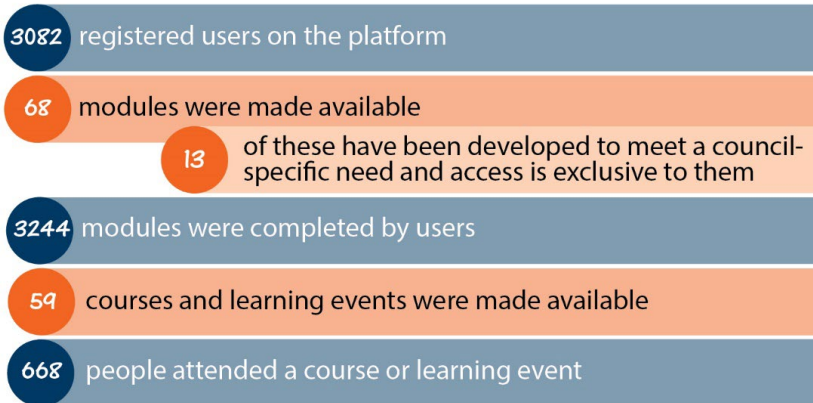 3082 registered users on the platform
68 modules were made available
13 of these have been developed to meet a council-
specific need and access is exclusive to them
3244 modules were completed by users
59 courses and learning events were made available
668 people attended a course or learning event